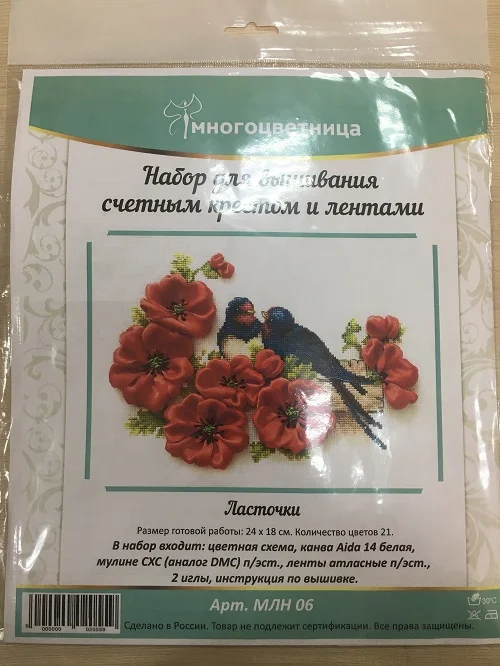 многоцветница
Набор для вышивания
счетным крестом и лентами
Ласточки
Размер готовой работы: 24 x 18 см. Количество цветов 21.
В набор входит: цветная схема, канва Aida 14 белая,
мулине СХС (аналог DMC) п/эст., ленты атласные п/эст.,
2 иглы, инструкция по вышивке.
Арт. МЛН 06
30°C
Сделано в России. Товар не подлежит сертификации. Все права защищены.